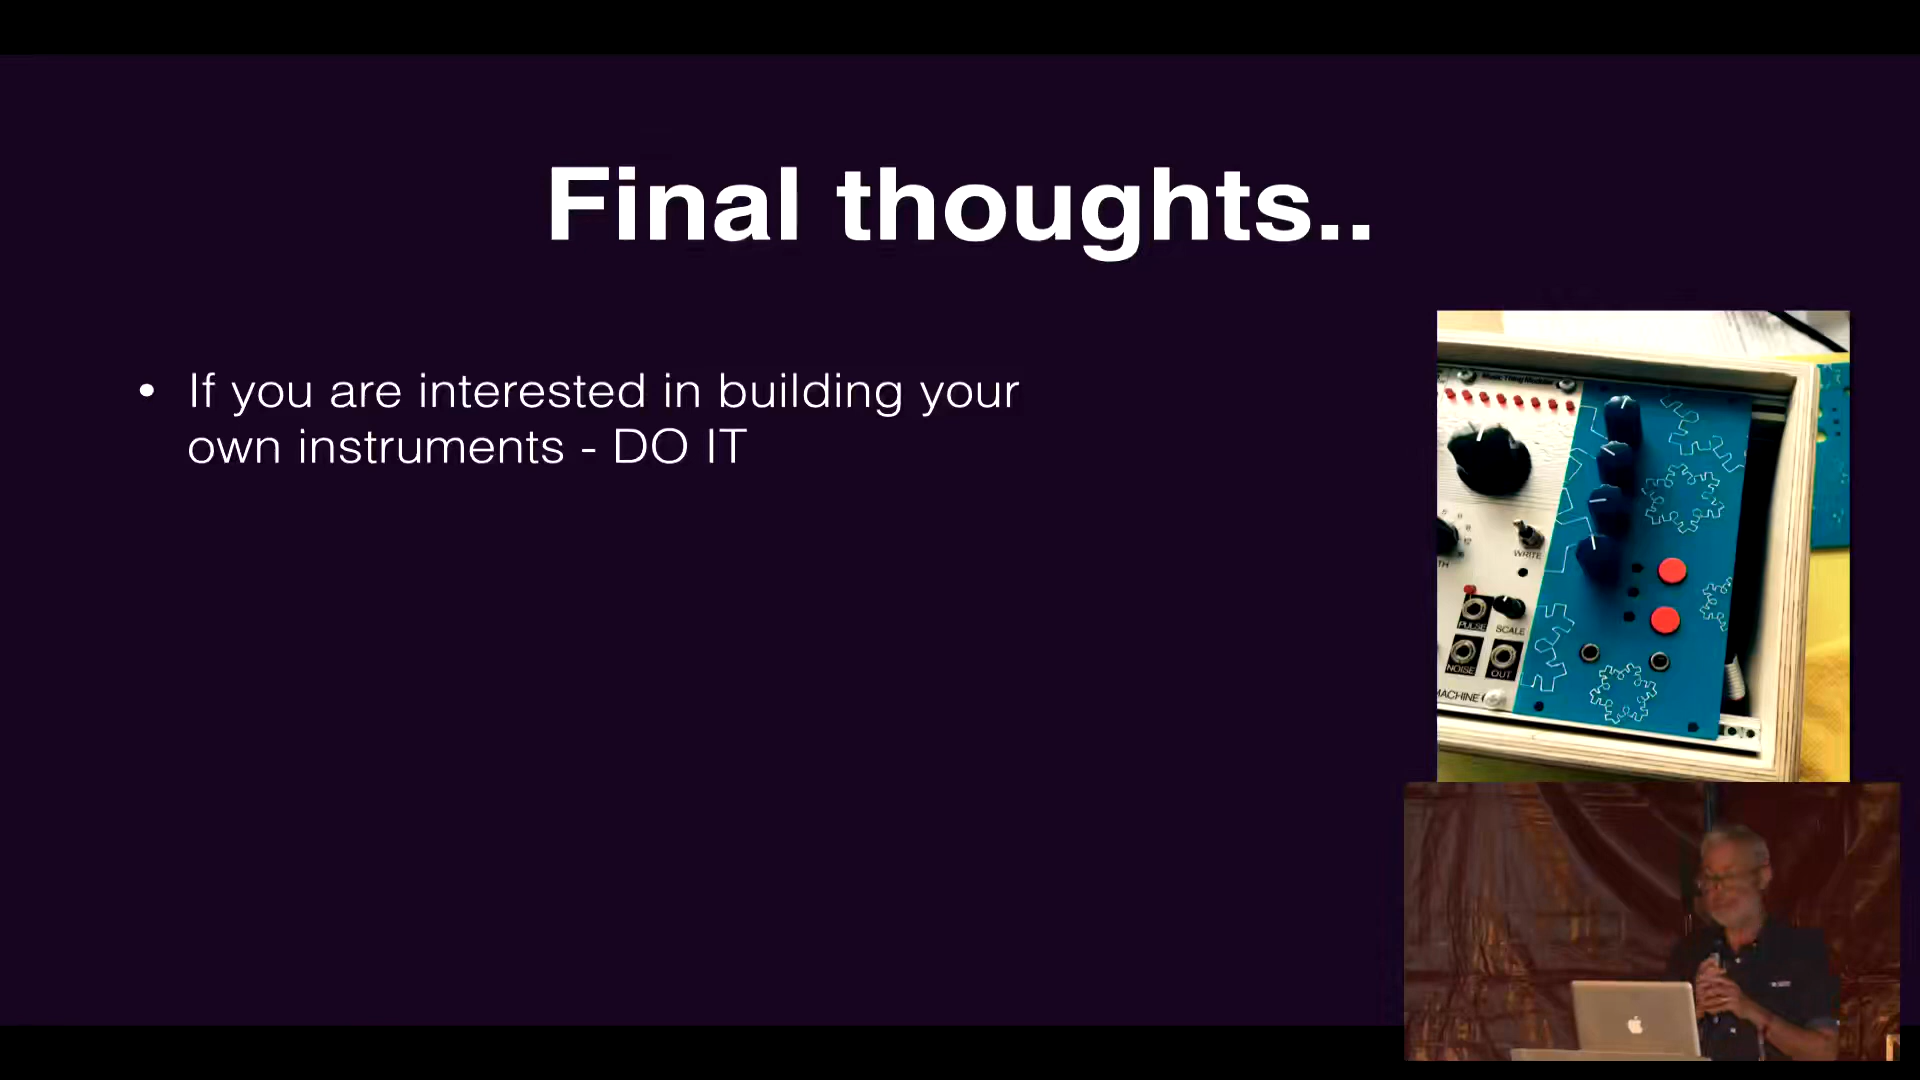 Final thoughts..
• If you are interested in building your
own instruments - DO IT
WRITE
TH
PULSE
SCALE
NOISE
OUT
MACHINE